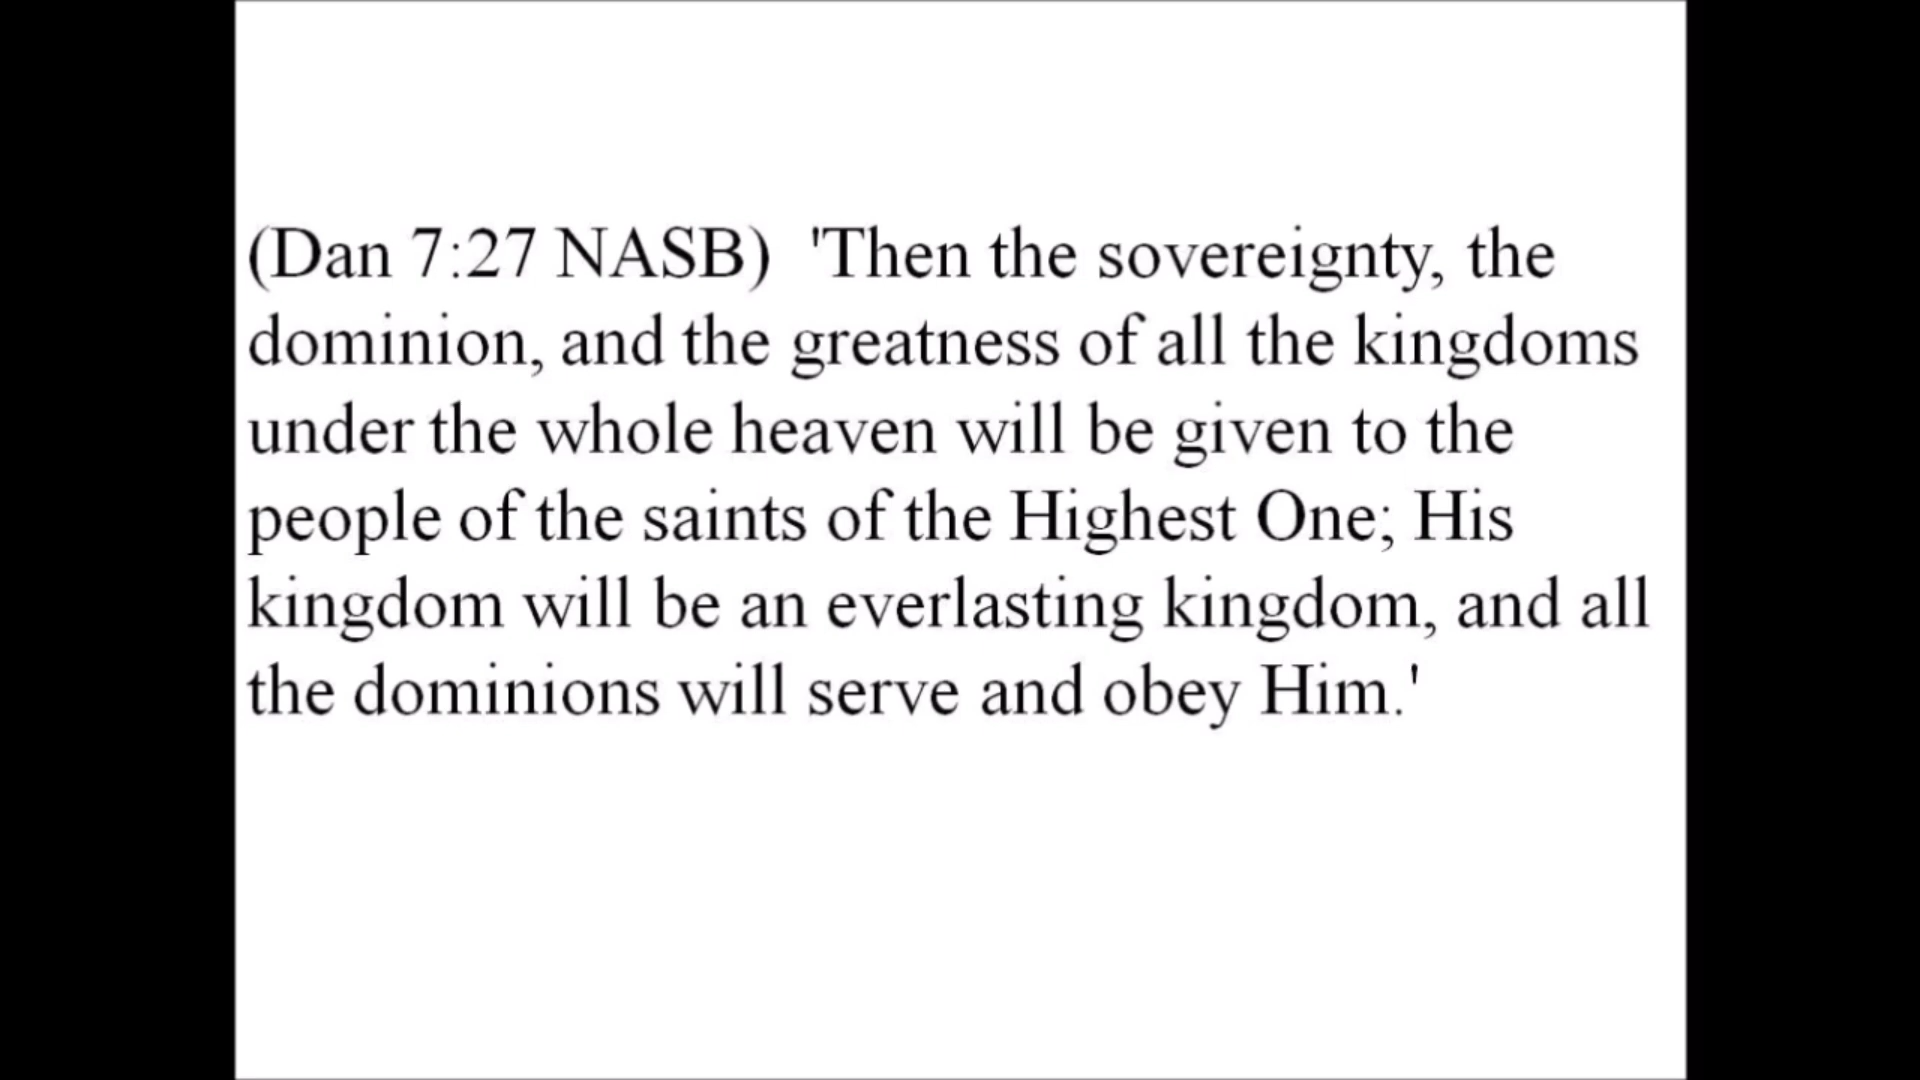 (Dan 7:27 NASB)  'Then the sovereignty, the
dominion, and the greatness of all the kingdoms
under the whole heaven will be given to the
people of the saints of the Highest One; His
kingdom will be an everlasting kingdom, and all
the dominions will serve and obey Him.'